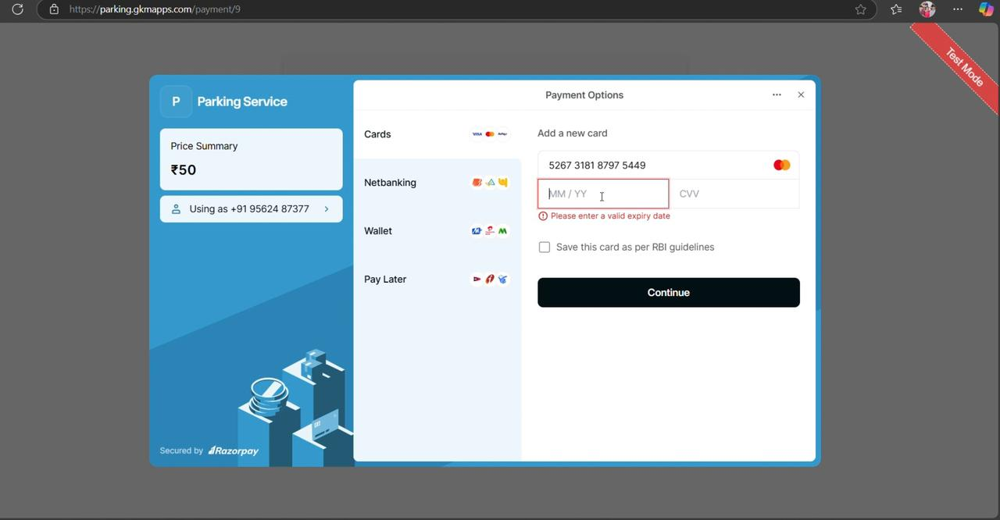 https://parking.gkmapps.com/payment/9
Test Mode
P Parking Service
Price Summary
₹50
Using as +91 95624 87377
Secured by Razorpay
Payment Options
Cards
VISA
Netbanking
Wallet
Pay Later
Add a new card
5267 3181 8797 5449
MM / YY
CVV
Please enter a valid expiry date
Save this card as per RBI guidelines
Continue